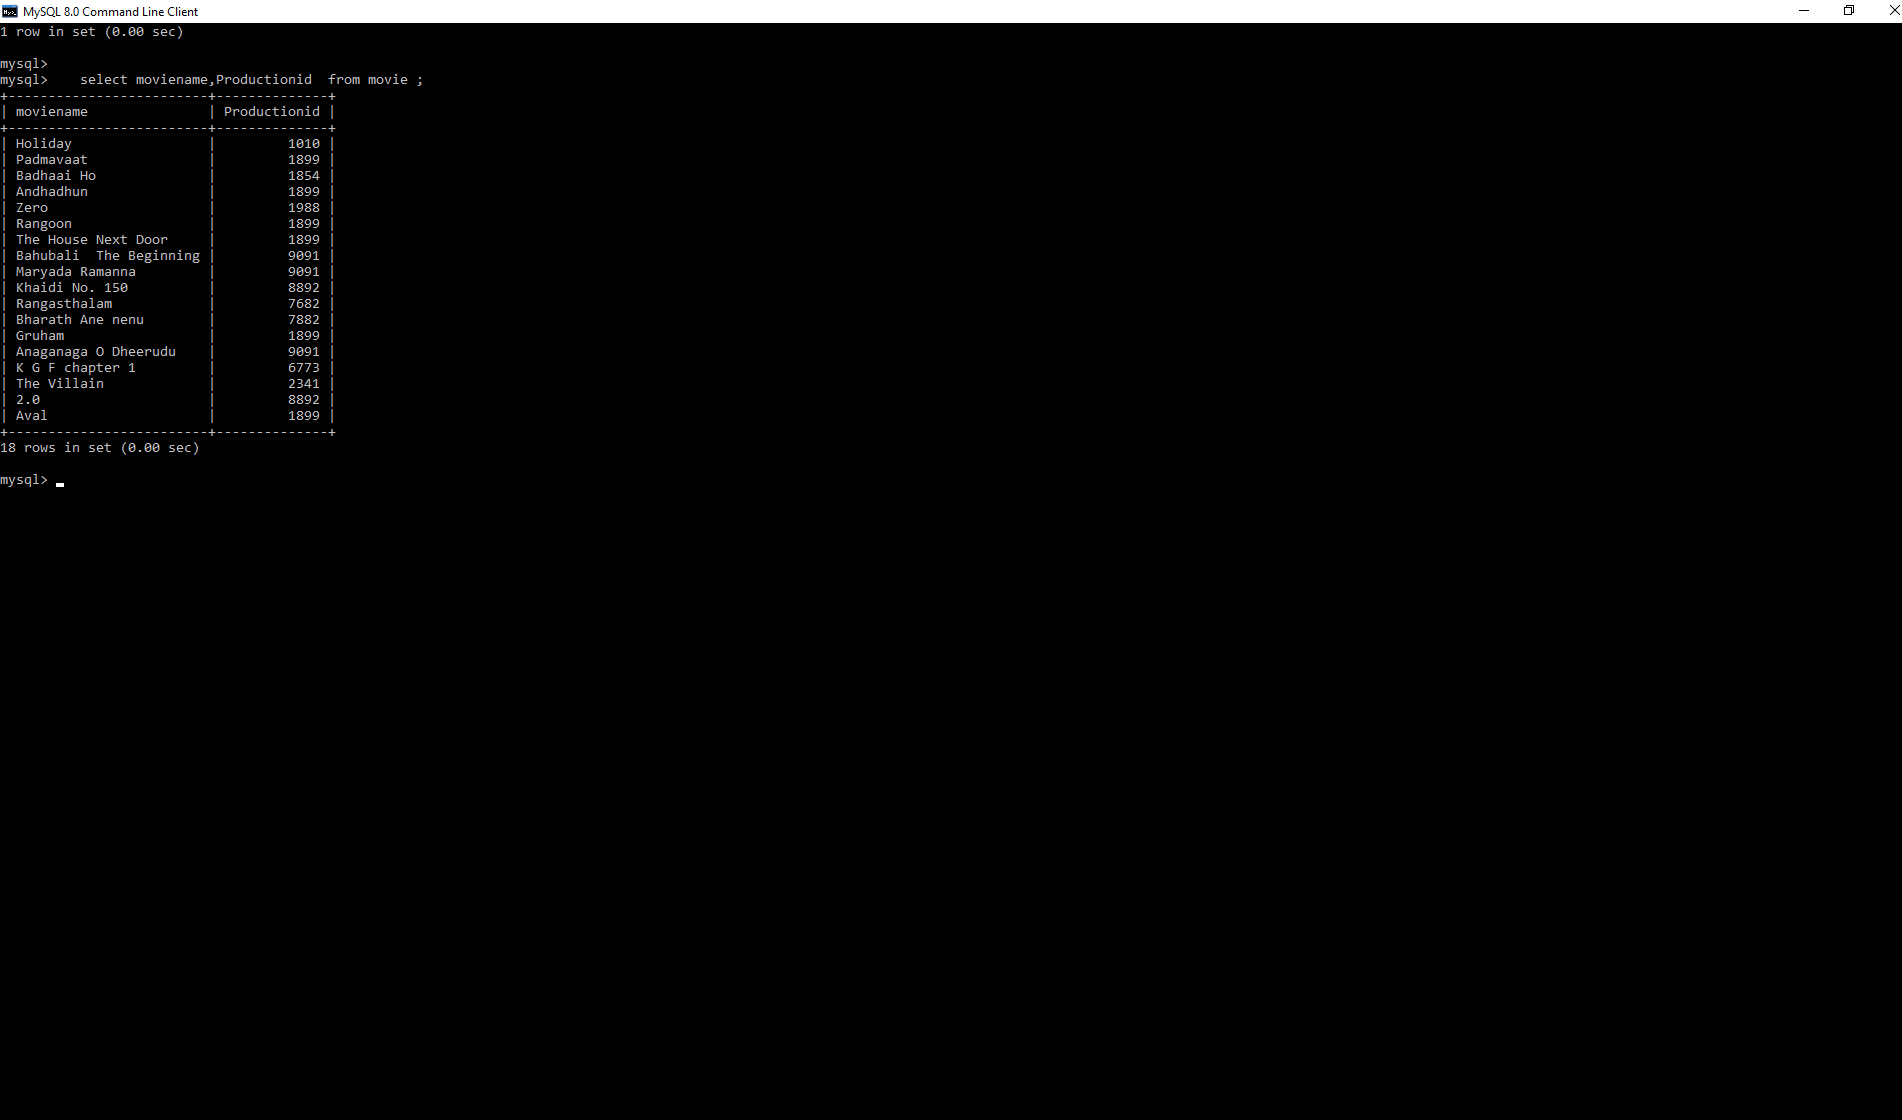 MySQL 8.0 Command Line Client
1 row in set (0.00 sec)
mysql>
mysql>    select moviename,Productionid  from movie ;
+-------------------------+--------------+
| moviename               | Productionid |
+-------------------------+--------------+
| Holiday                 |         1010 |
| Padmavaat               |         1899 |
| Badhaai Ho              |         1854 |
| Andhadhun               |         1899 |
| Zero                    |         1988 |
| Rangoon                 |         1899 |
| The House Next Door     |         1899 |
| Bahubali  The Beginning |         9091 |
| Maryada Ramanna         |         9091 |
| Khaidi No. 150          |         8892 |
| Rangasthalam            |         7682 |
| Bharath Ane nenu        |         7882 |
| Gruham                  |         1899 |
| Anaganaga O Dheerudu    |         9091 |
| K G F chapter 1         |         6773 |
| The Villain             |         2341 |
| 2.0                     |         8892 |
| Aval                    |         1899 |
+-------------------------+--------------+
18 rows in set (0.00 sec)
mysql>